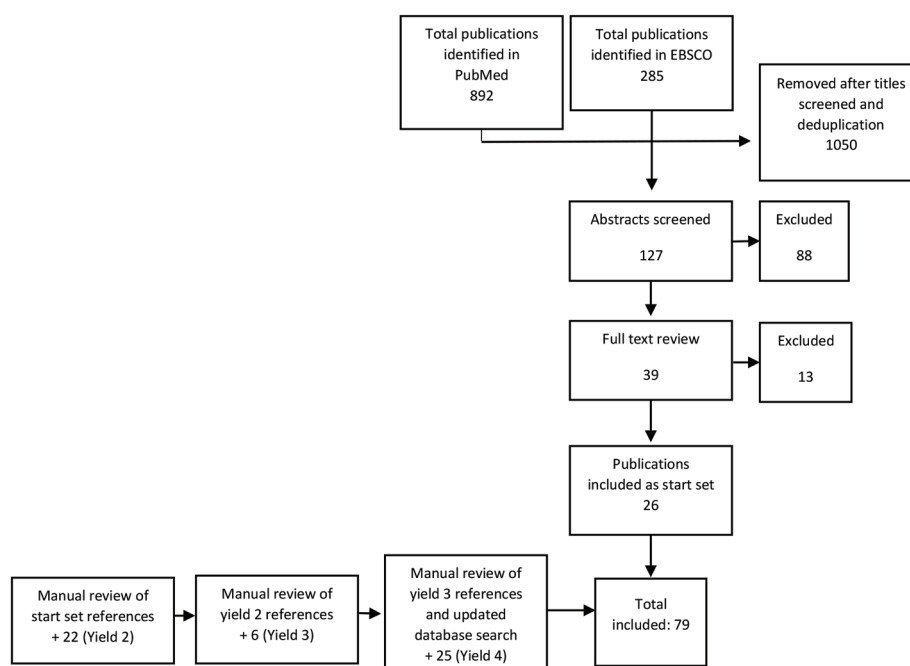 Total publications
identified in
PubMed
892
Total publications
identified in EBSCO
285
Removed after titles
screened and
deduplication
1050
Abstracts screened
127
Excluded
88
Full text review
39
Excluded
13
Publications
included as start set
26
Manual review of
start set references
+ 22 (Yield 2)
Manual review of
yield 2 references
+ 6 (Yield 3)
Manual review of
yield 3 references
and updated
database search
+ 25 (Yield 4)
Total
included: 79